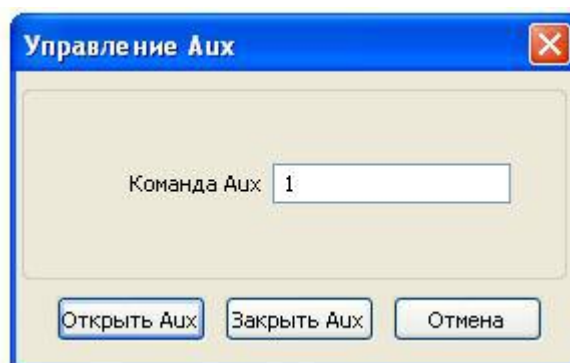 Управление Aux
Команда Aux 1
Открыть Aux Закрыть Aux Отмена